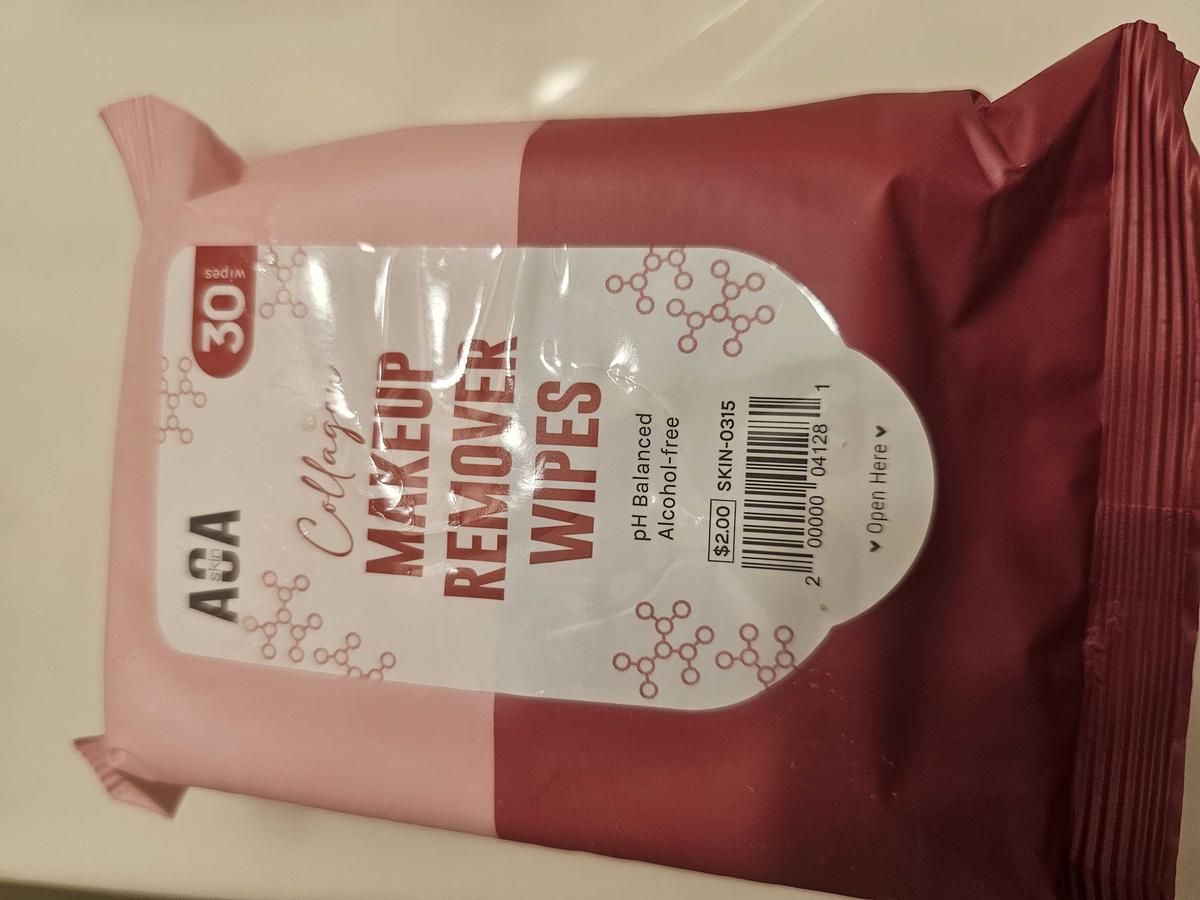 ACA
skin
30
wipes
Collagen
MAKEUP
REMOVER
WIPES
pH Balanced
Alcohol-free
$2.00 SKIN-0315
2 00000 04128 1
Open Here